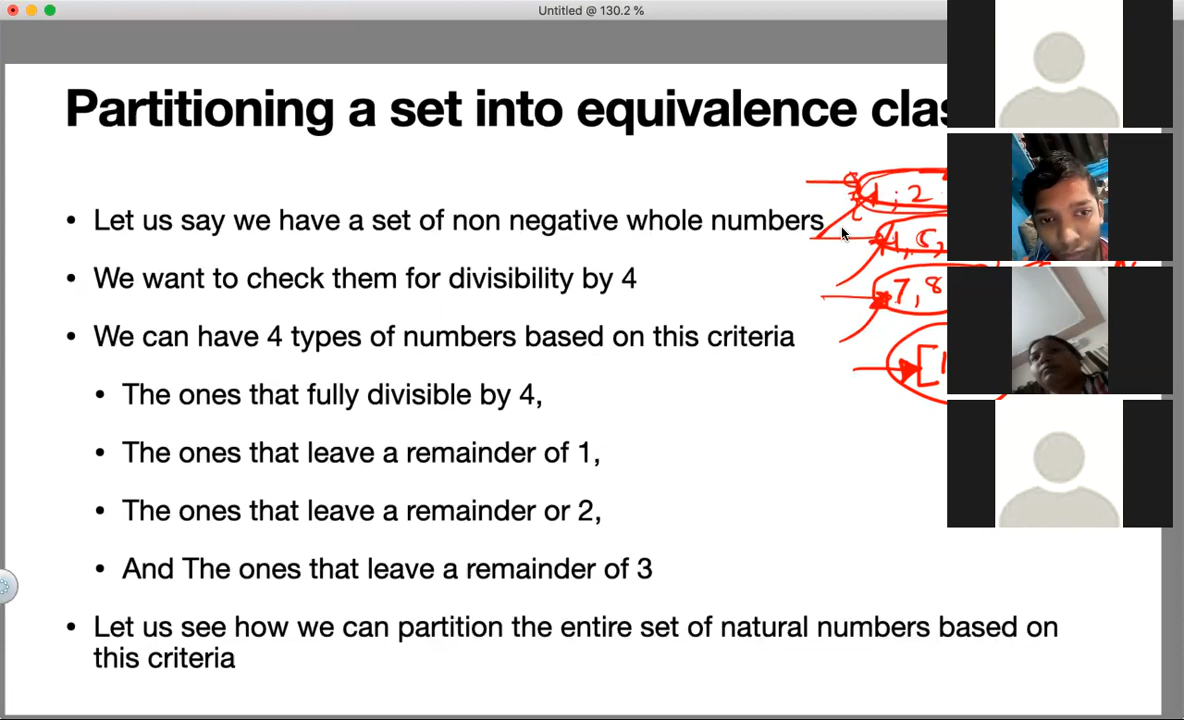 Untitled @ 130.2 %
Partitioning a set into equivalence clas
• Let us say we have a set of non negative whole numbers
1, 2
• We want to check them for divisibility by 4
7, 8
• We can have 4 types of numbers based on this criteria
• The ones that fully divisible by 4,
• The ones that leave a remainder of 1,
• The ones that leave a remainder or 2,
• And The ones that leave a remainder of 3
• Let us see how we can partition the entire set of natural numbers based on
this criteria